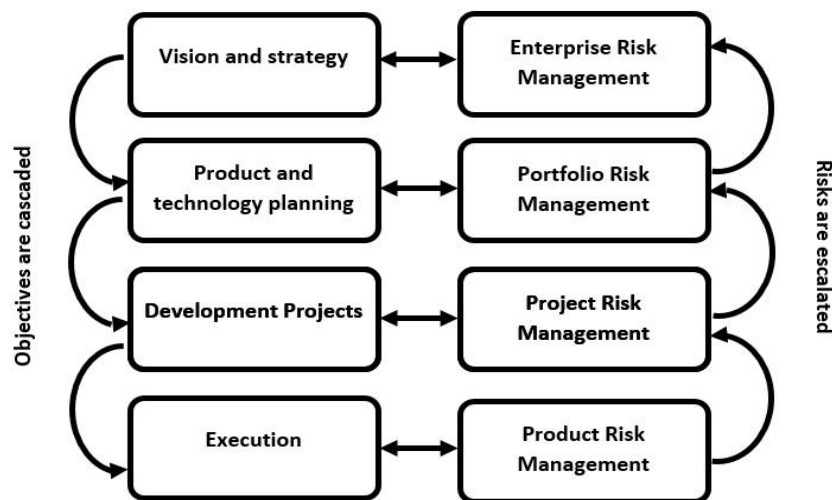 Vision and strategy
Enterprise Risk
Management
Product and
technology planning
Portfolio Risk
Management
Development Projects
Project Risk
Management
Execution
Product Risk
Management
Objectives are cascaded
Risks are escalated